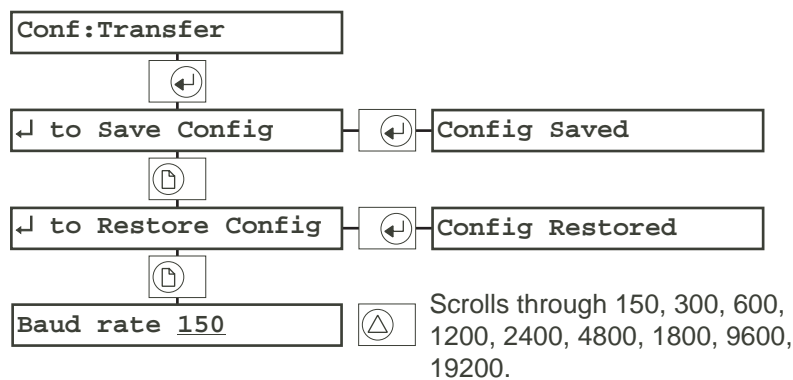 Conf:Transfer
↵ to Save Config
Config Saved
↵ to Restore Config
Config Restored
Baud rate 150
Scrolls through 150, 300, 600,
1200, 2400, 4800, 1800, 9600,
19200.